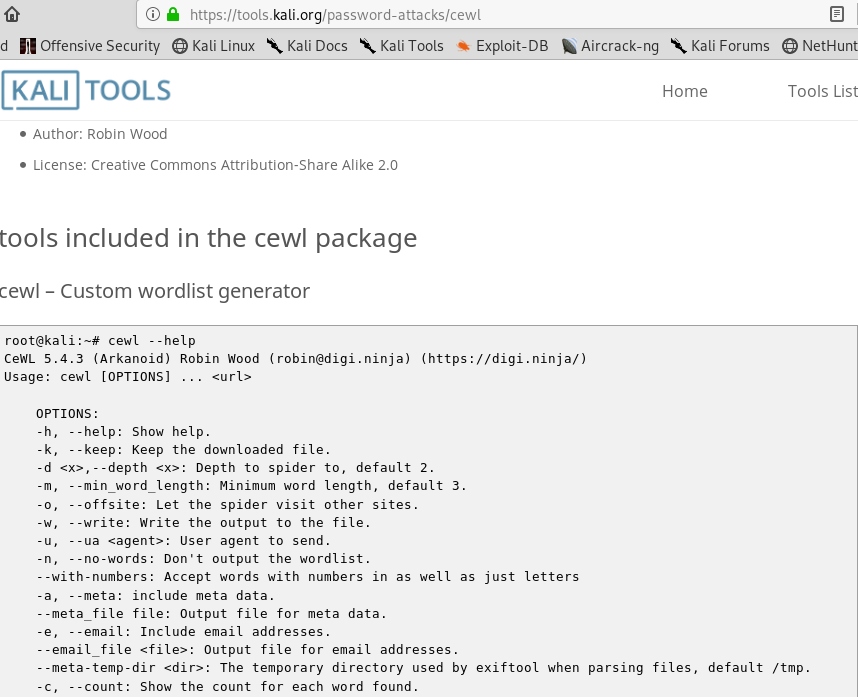 https://tools.kali.org/password-attacks/cewl
d Offensive Security Kali Linux Kali Docs Kali Tools Exploit-DB Aircrack-ng Kali Forums NetHunt
KALI TOOLS Home Tools List
Author: Robin Wood
License: Creative Commons Attribution-Share Alike 2.0
tools included in the cewl package
cewl – Custom wordlist generator
root@kali:~# cewl --help
CeWL 5.4.3 (Arkanoid) Robin Wood (robin@digi.ninja) (https://digi.ninja/)
Usage: cewl [OPTIONS] ... <url>
OPTIONS:
-h, --help: Show help.
-k, --keep: Keep the downloaded file.
-d <x>,--depth <x>: Depth to spider to, default 2.
-m, --min_word_length: Minimum word length, default 3.
-o, --offsite: Let the spider visit other sites.
-w, --write: Write the output to the file.
-u, --ua <agent>: User agent to send.
-n, --no-words: Don't output the wordlist.
--with-numbers: Accept words with numbers in as well as just letters
-a, --meta: include meta data.
--meta_file file: Output file for meta data.
-e, --email: Include email addresses.
--email_file <file>: Output file for email addresses.
--meta-temp-dir <dir>: The temporary directory used by exiftool when parsing files, default /tmp.
-c, --count: Show the count for each word found.